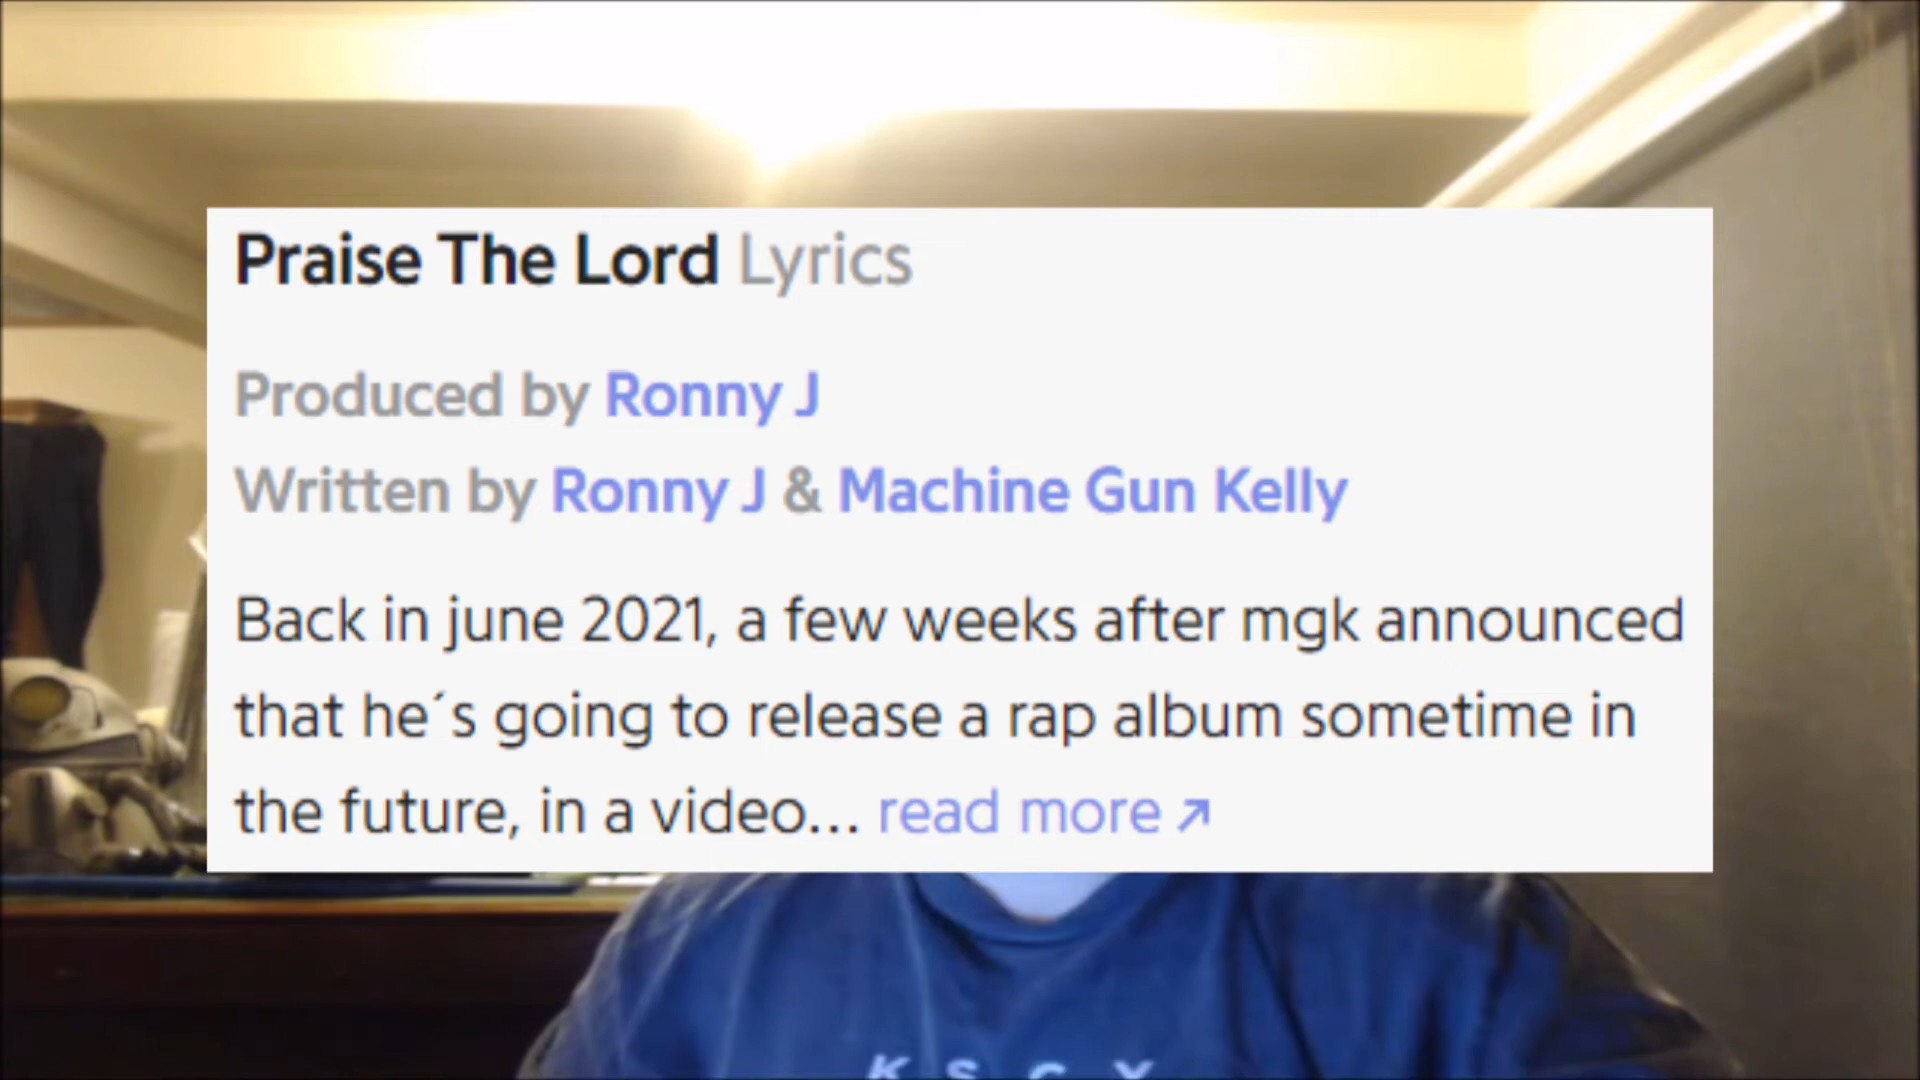 Praise The Lord Lyrics
Produced by Ronny J
Written by Ronny J & Machine Gun Kelly
Back in june 2021, a few weeks after mgk announced
that he´s going to release a rap album sometime in
the future, in a video... read more ↗
K S C Y